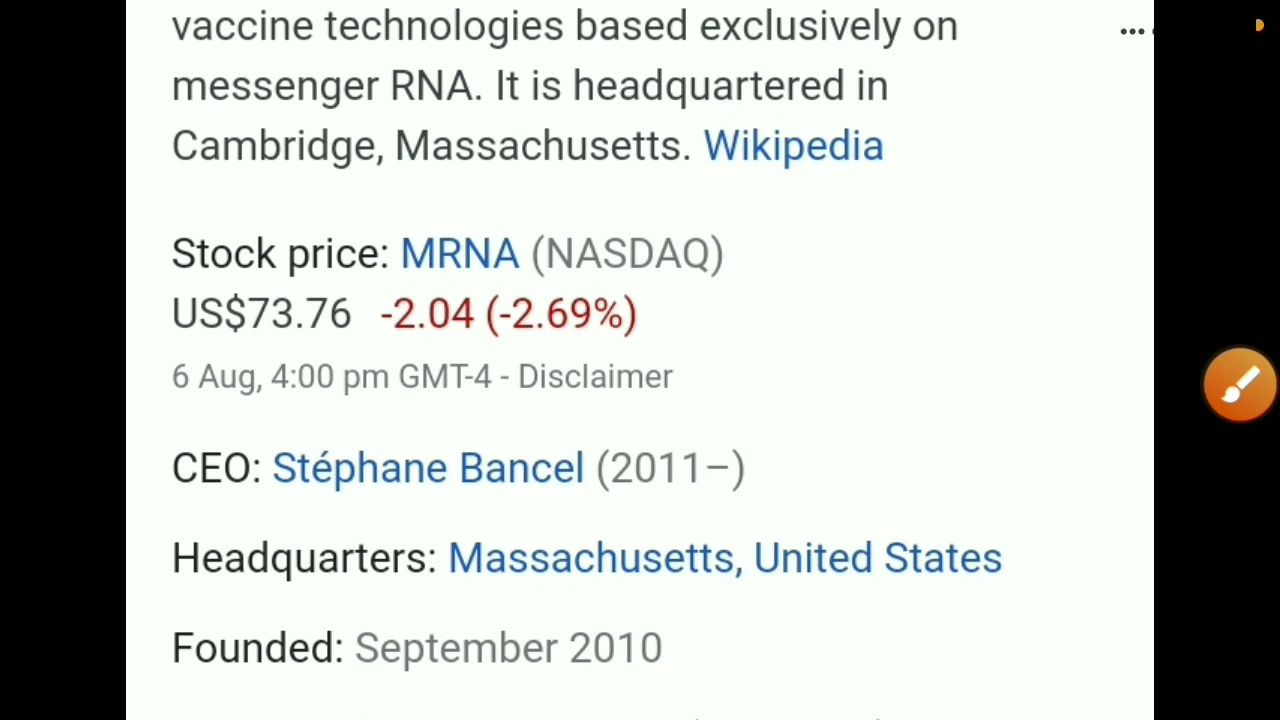 vaccine technologies based exclusively on
messenger RNA. It is headquartered in
Cambridge, Massachusetts. Wikipedia
Stock price: MRNA (NASDAQ)
US$73.76 -2.04 (-2.69%)
6 Aug, 4:00 pm GMT-4 - Disclaimer
CEO: Stéphane Bancel (2011–)
Headquarters: Massachusetts, United States
Founded: September 2010